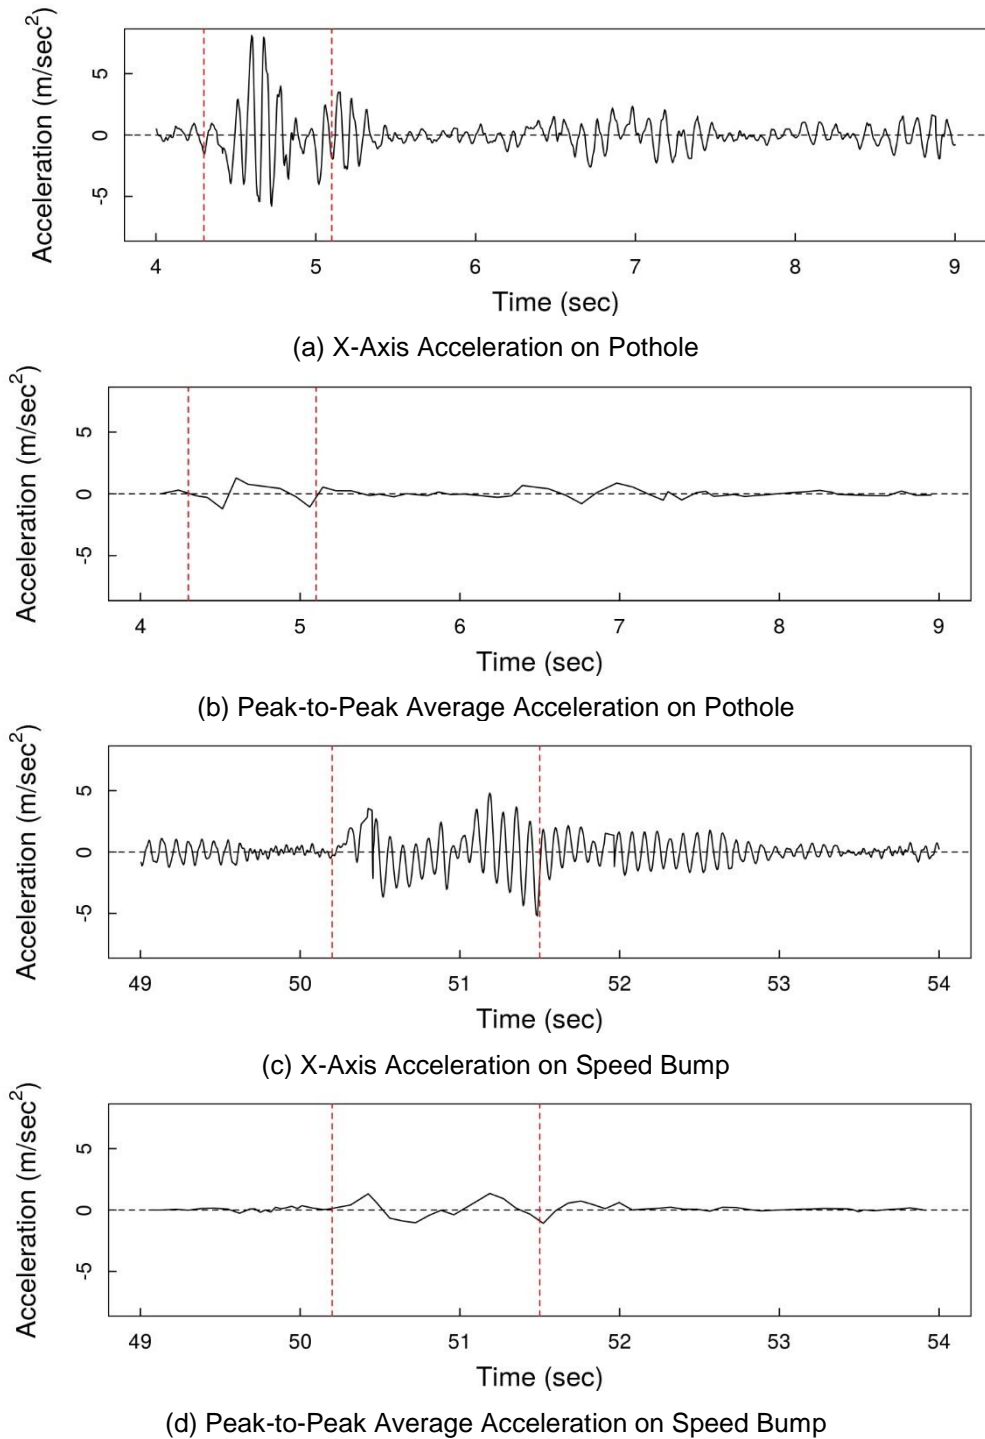 Acceleration (m/sec²)
5
0
-5
4 5 6 7 8 9
Time (sec)
(a) X-Axis Acceleration on Pothole
Acceleration (m/sec²)
5
0
-5
4 5 6 7 8 9
Time (sec)
(b) Peak-to-Peak Average Acceleration on Pothole
Acceleration (m/sec²)
5
0
-5
49 50 51 52 53 54
Time (sec)
(c) X-Axis Acceleration on Speed Bump
Acceleration (m/sec²)
5
0
-5
49 50 51 52 53 54
Time (sec)
(d) Peak-to-Peak Average Acceleration on Speed Bump